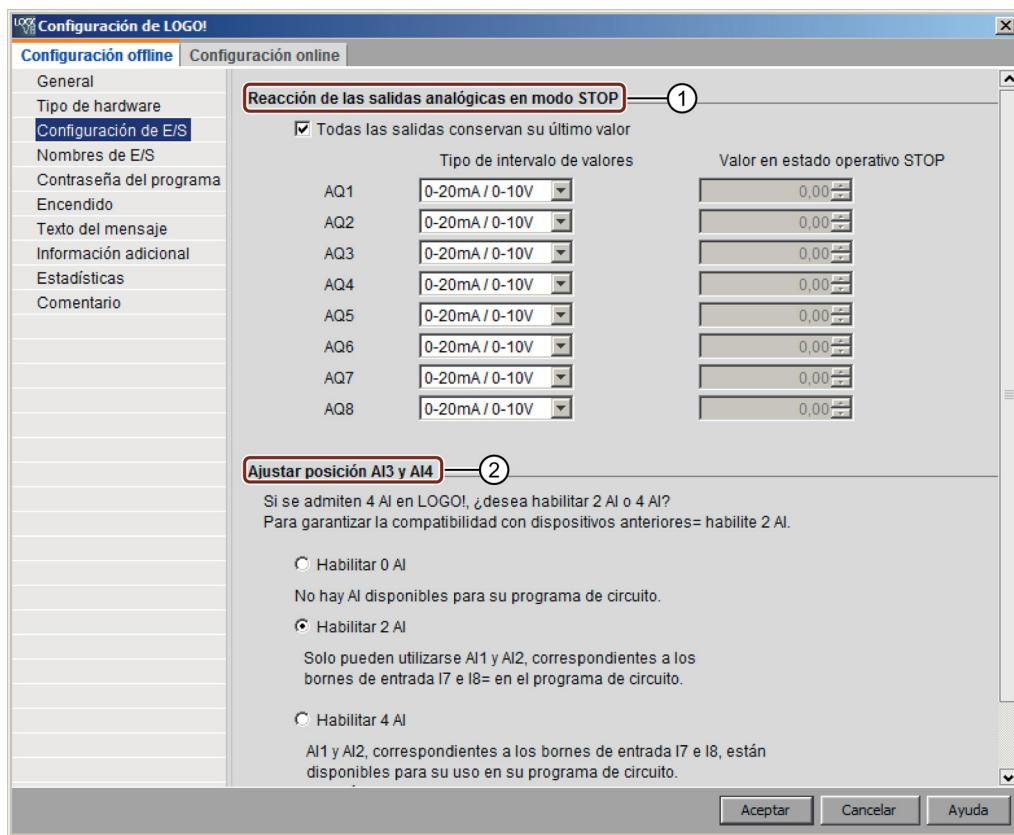 Configuración de LOGO!
Configuración offline
Configuración online
General
Tipo de hardware
Configuración de E/S
Nombres de E/S
Contraseña del programa
Encendido
Texto del mensaje
Información adicional
Estadísticas
Comentario
Reacción de las salidas analógicas en modo STOP
1
Todas las salidas conservan su último valor
Tipo de intervalo de valores Valor en estado operativo STOP
AQ1 0-20mA / 0-10V 0,00
AQ2 0-20mA / 0-10V 0,00
AQ3 0-20mA / 0-10V 0,00
AQ4 0-20mA / 0-10V 0,00
AQ5 0-20mA / 0-10V 0,00
AQ6 0-20mA / 0-10V 0,00
AQ7 0-20mA / 0-10V 0,00
AQ8 0-20mA / 0-10V 0,00
Ajustar posición AI3 y AI4
2
Si se admiten 4 AI en LOGO!, ¿desea habilitar 2 AI o 4 AI?
Para garantizar la compatibilidad con dispositivos anteriores= habilite 2 AI.
Habilitar 0 AI
No hay AI disponibles para su programa de circuito.
Habilitar 2 AI
Solo pueden utilizarse AI1 y AI2, correspondientes a los
bornes de entrada I7 e I8= en el programa de circuito.
Habilitar 4 AI
AI1 y AI2, correspondientes a los bornes de entrada I7 e I8, están
disponibles para su uso en su programa de circuito.
Aceptar
Cancelar
Ayuda